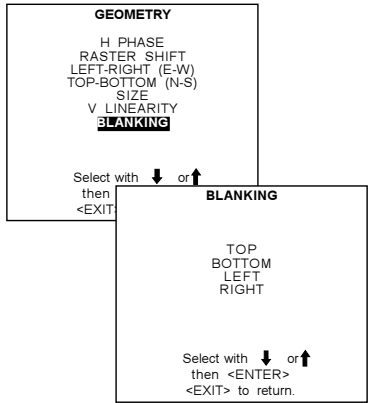 GEOMETRY
H PHASE
RASTER SHIFT
LEFT-RIGHT (E-W)
TOP-BOTTOM (N-S)
SIZE
V LINEARITY
BLANKING
Select with ⬇ or ⬆
then
<EXIT>
BLANKING
TOP
BOTTOM
LEFT
RIGHT
Select with ⬇ or ⬆
then <ENTER>
<EXIT> to return.